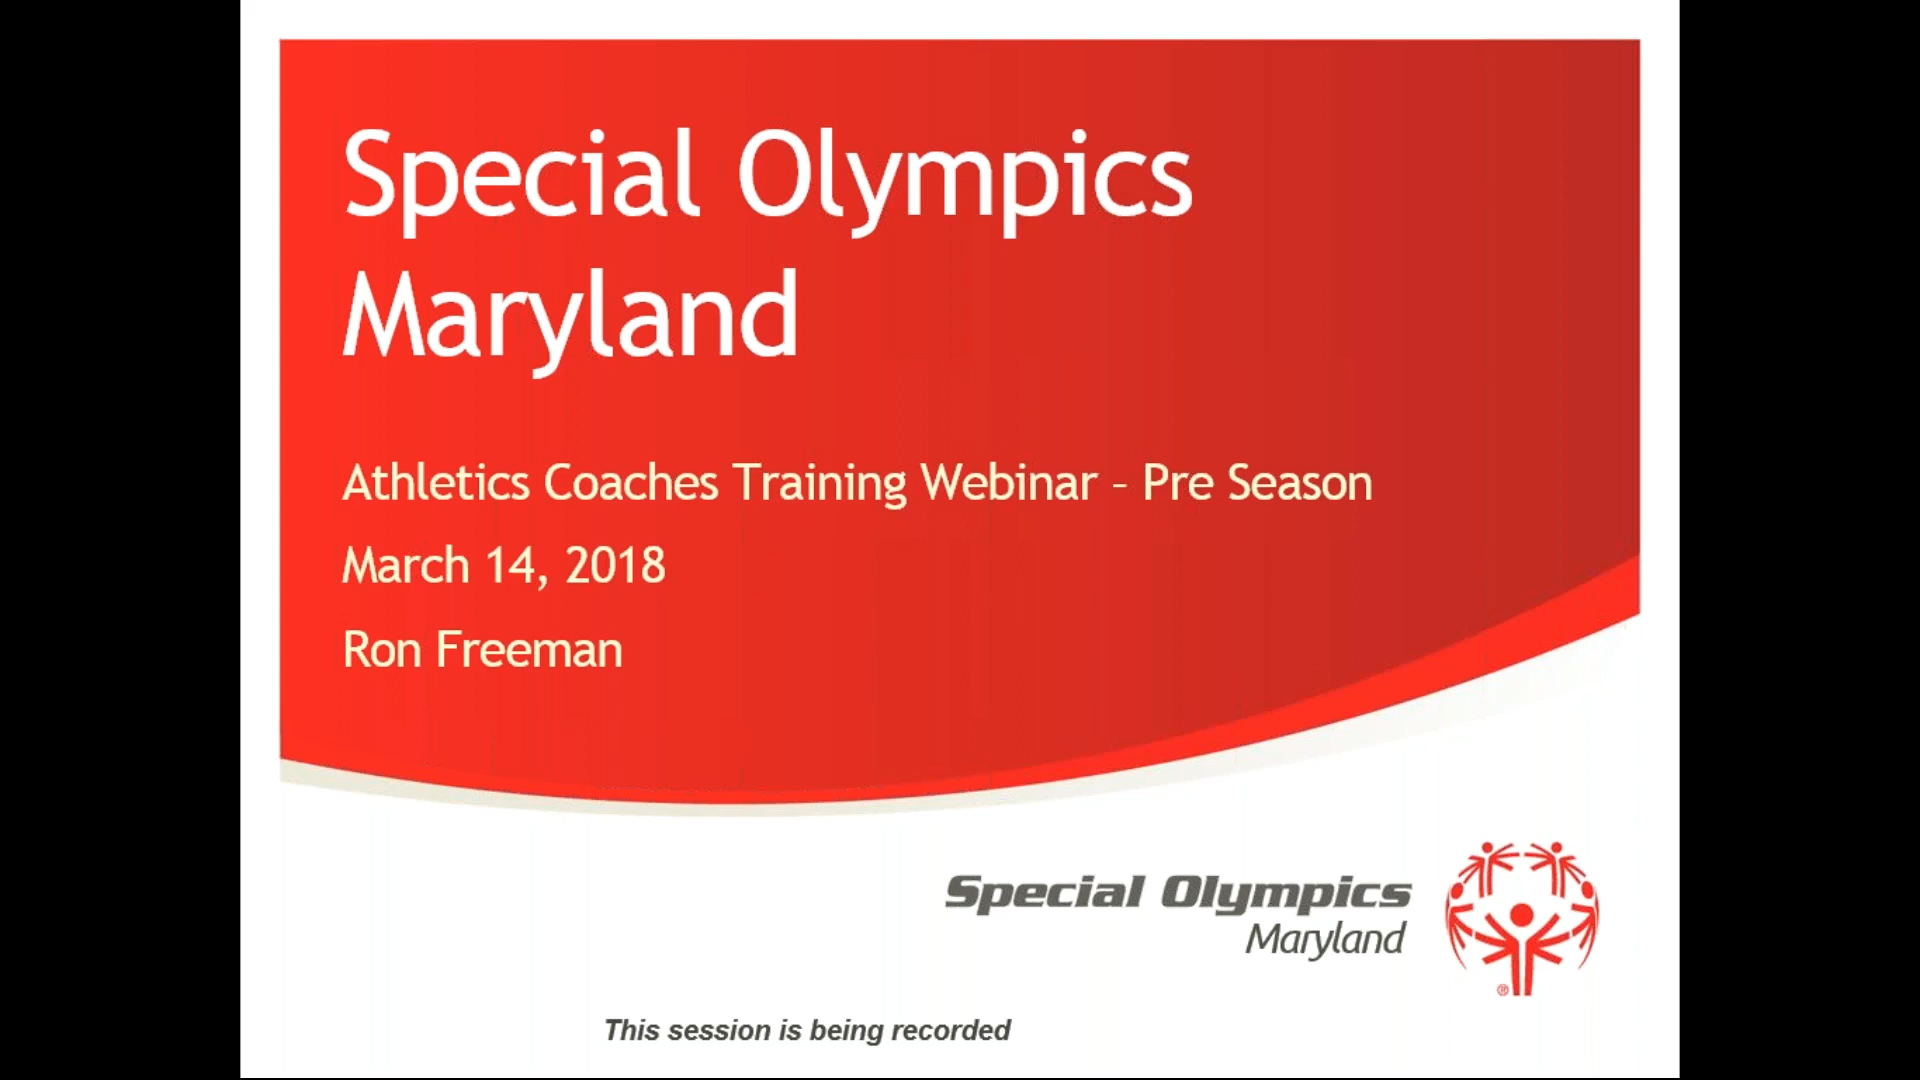 Special Olympics
Maryland
Athletics Coaches Training Webinar – Pre Season
March 14, 2018
Ron Freeman
Special Olympics
Maryland
®
This session is being recorded